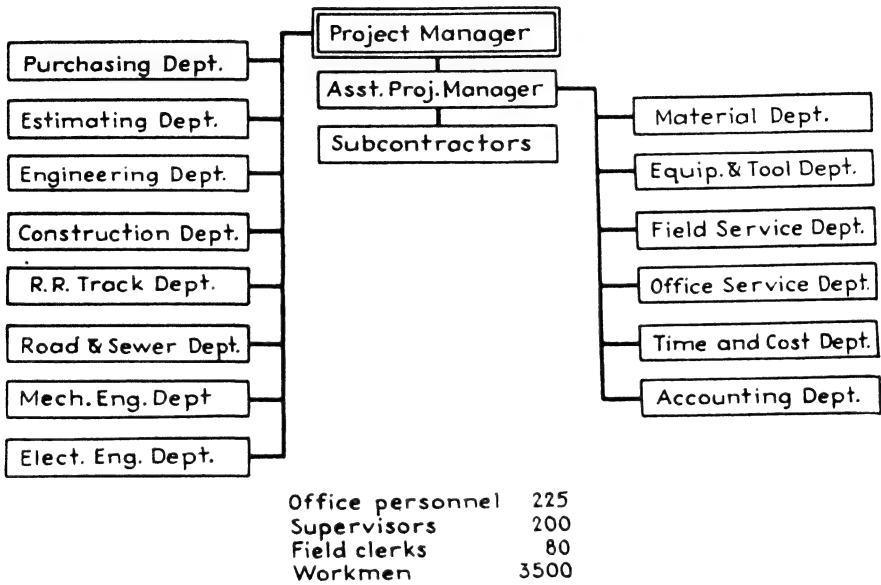 Project Manager
Asst. Proj. Manager
Subcontractors
Purchasing Dept.
Estimating Dept.
Engineering Dept.
Construction Dept.
R.R. Track Dept.
Road & Sewer Dept.
Mech. Eng. Dept
Elect. Eng. Dept.
Material Dept.
Equip. & Tool Dept.
Field Service Dept.
Office Service Dept.
Time and Cost Dept.
Accounting Dept.
Office personnel 225
Supervisors 200
Field clerks 80
Workmen 3500